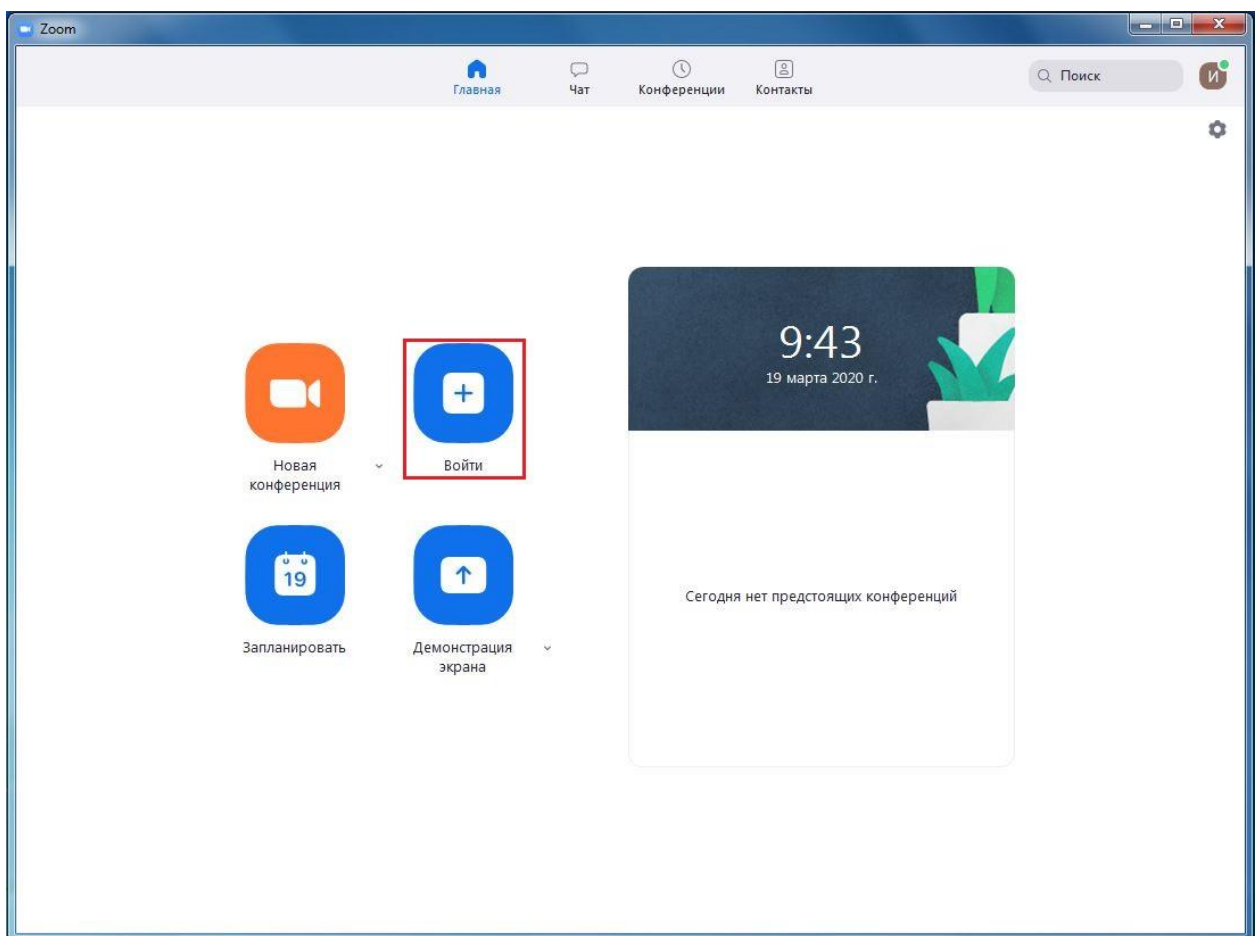 Zoom
Главная
Чат
Конференции
Контакты
Поиск
И
9:43
19 марта 2020 г.
Новая
конференция
Войти
19
Запланировать
Демонстрация
экрана
Сегодня нет предстоящих конференций